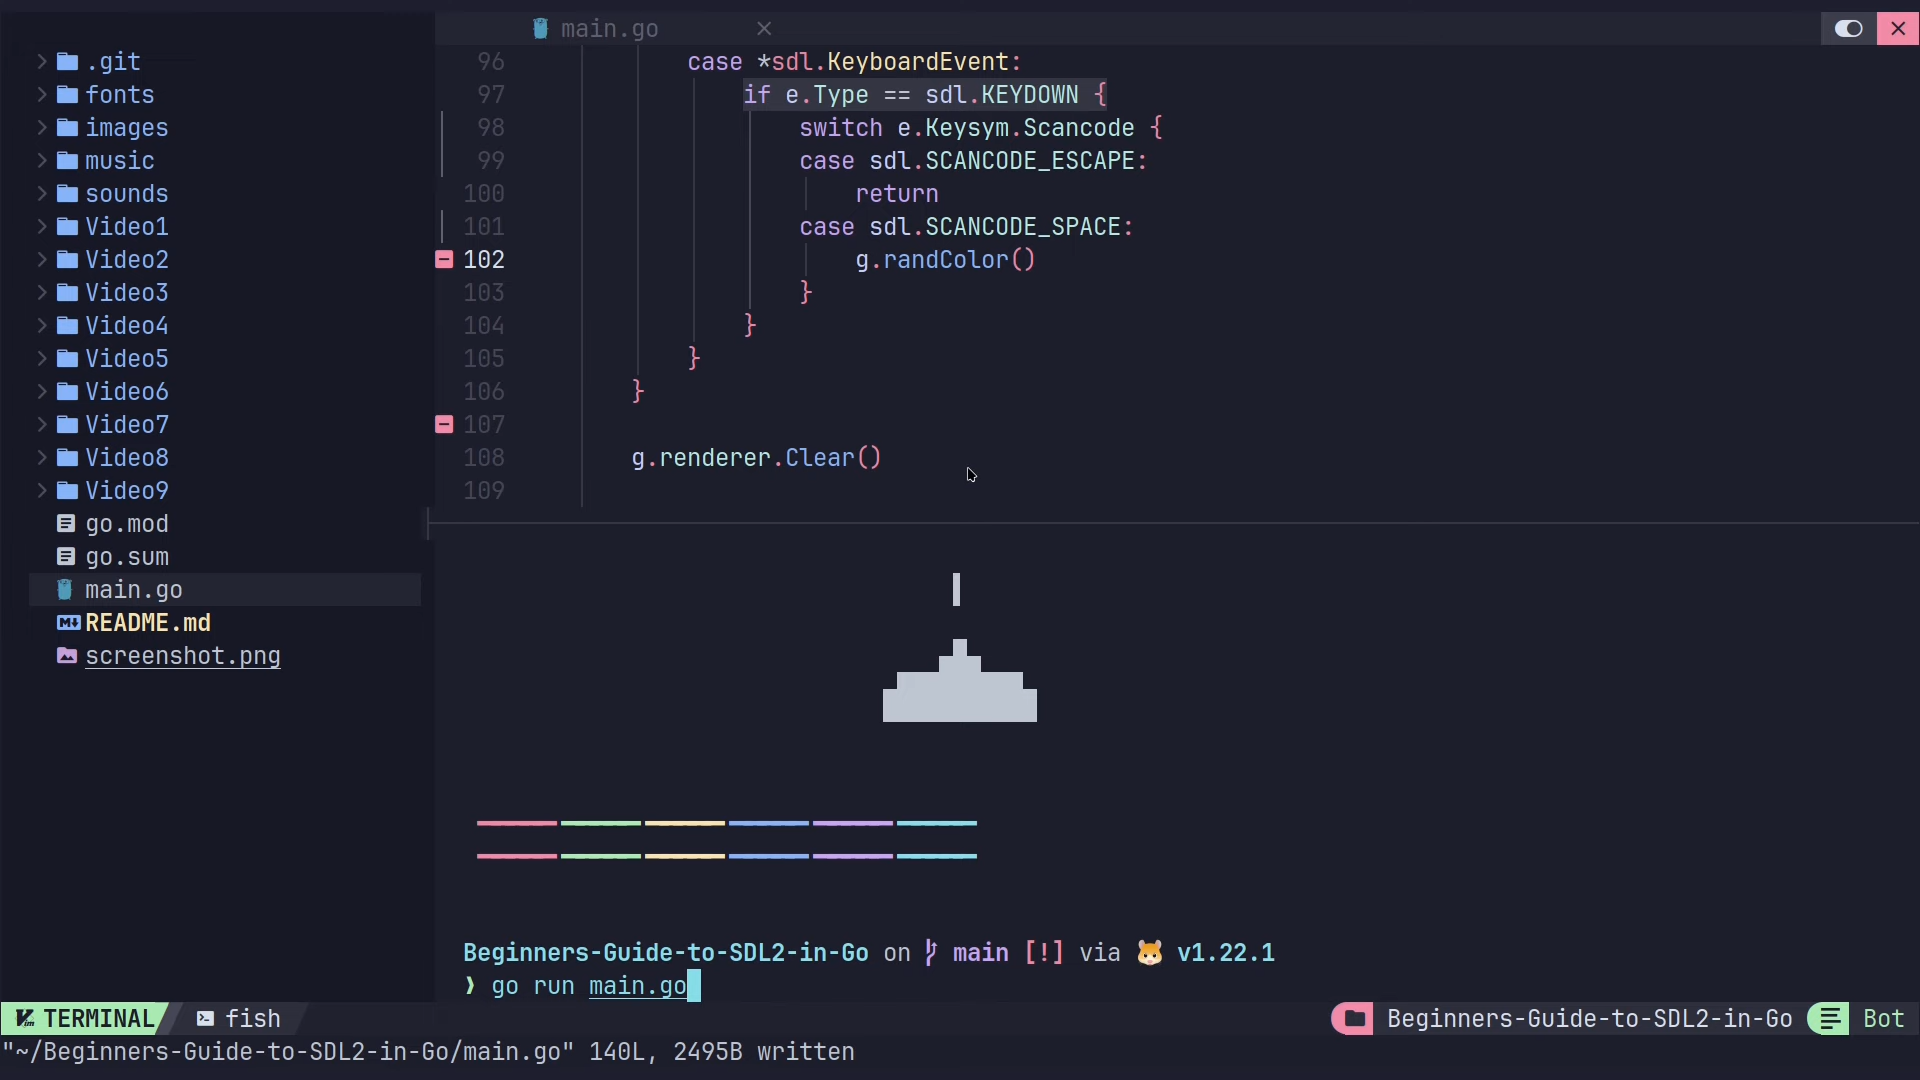 main.go
.git
fonts
images
music
sounds
Video1
Video2
Video3
Video4
Video5
Video6
Video7
Video8
Video9
go.mod
go.sum
main.go
README.md
screenshot.png
96 case *sdl.KeyboardEvent:
97 if e.Type == sdl.KEYDOWN {
98 switch e.Keysym.Scancode {
99 case sdl.SCANCODE_ESCAPE:
100 return
101 case sdl.SCANCODE_SPACE:
102 g.randColor()
103 }
104 }
105 }
106 }
107
108 g.renderer.Clear()
109
Beginners-Guide-to-SDL2-in-Go on main [!] via v1.22.1
❯ go run main.go
TERMINAL fish Beginners-Guide-to-SDL2-in-Go Bot
"~/Beginners-Guide-to-SDL2-in-Go/main.go" 140L, 2495B written